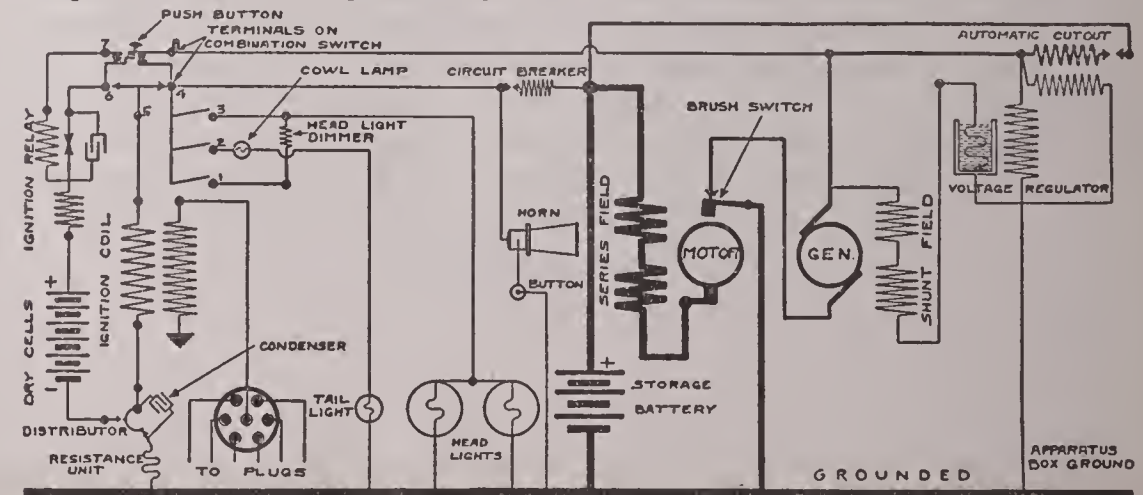 PUSH BUTTON
TERMINALS ON
COMBINATION SWITCH
AUTOMATIC CUTOUT
7
COWL LAMP
CIRCUIT BREAKER
6
4
5
3
BRUSH SWITCH
HEAD LIGHT
DIMMER
2
1
IGNITION RELAY
VOLTAGE REGULATOR
HORN
SERIES FIELD
MOTOR
GEN.
SHUNT FIELD
IGNITION COIL
BUTTON
+
DRY CELLS
-
CONDENSER
+
STORAGE
BATTERY
TAIL
LIGHT
DISTRIBUTOR
HEAD
LIGHTS
RESISTANCE
UNIT
TO PLUGS
GROUNDED
APPARATUS
BOX GROUND